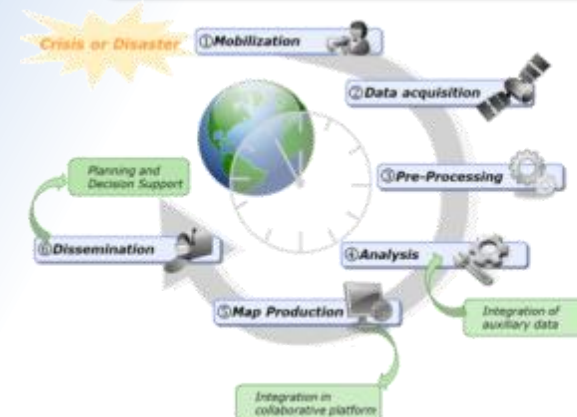 Crisis or Disaster
①Mobilization
②Data acquisition
③Pre-Processing
④Analysis
Integration of
auxiliary data
⑤Map Production
Integration in
collaborative platform
⑥Dissemination
Planning and
Decision Support